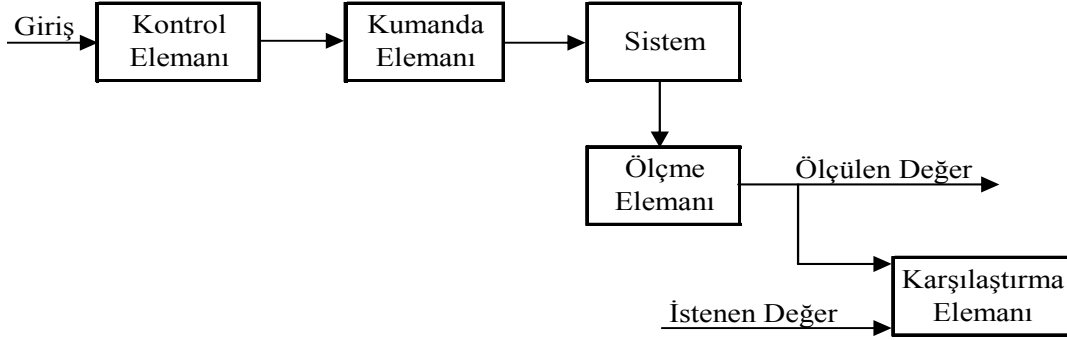 Giriş
Kontrol
Elemanı
Kumanda
Elemanı
Sistem
Ölçme
Elemanı
Ölçülen Değer
Karşılaştırma
Elemanı
İstenen Değer